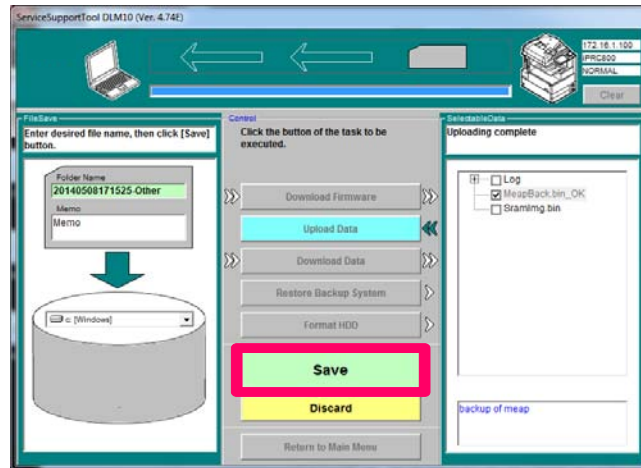 ServiceSupportTool DLM10 (Ver. 4.74E)
172.16.1.100
iPRC800
NORMAL
Clear
FileSave
Enter desired file name, then click [Save]
button.
Folder Name
20140508171525-Other
Memo
Memo
c: [Windows]
Control
Click the button of the task to be
executed.
Download Firmware
Upload Data
Download Data
Restore Backup System
Format HDD
Save
Discard
Return to Main Menu
SelectableData
Uploading complete
Log
MeapBack.bin_OK
SramImg.bin
backup of meap